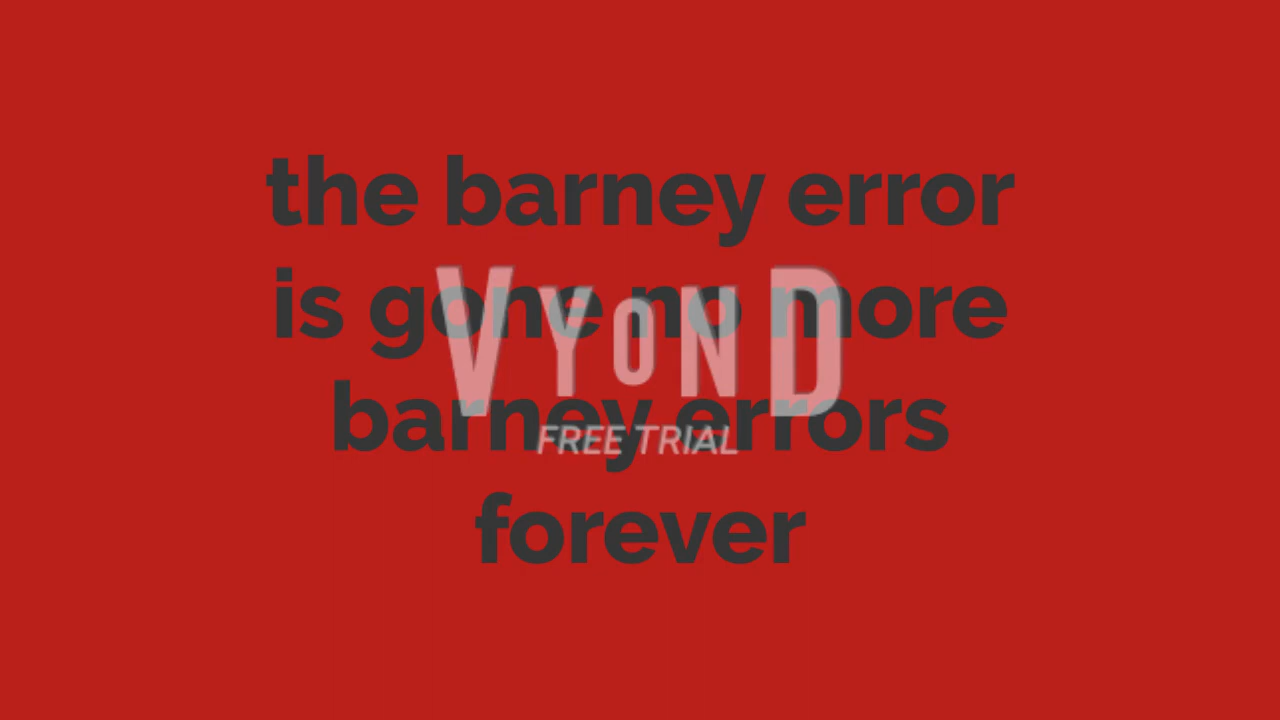 the barney error
is gone no more
barney errors
forever
VYOND
FREE TRIAL